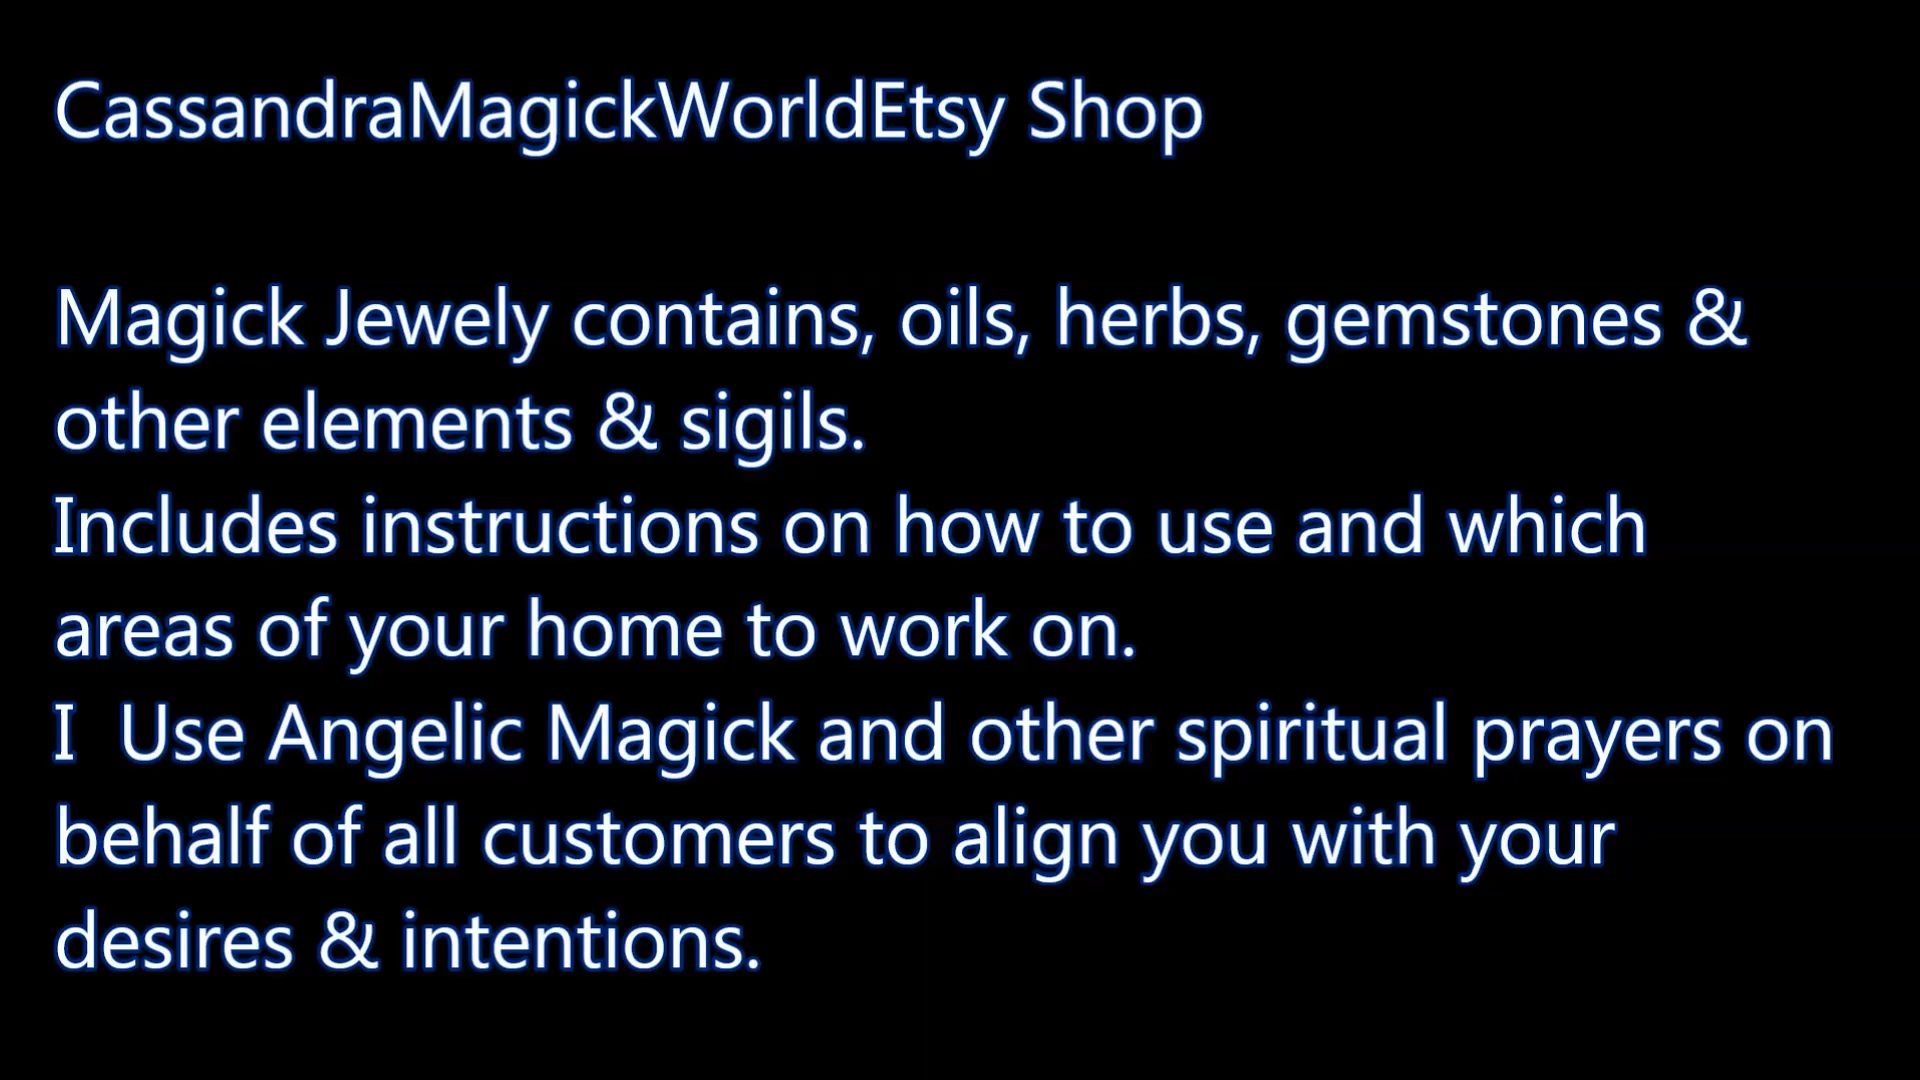 CassandraMagickWorldEtsy Shop
Magick Jewely contains, oils, herbs, gemstones &
other elements & sigils.
Includes instructions on how to use and which
areas of your home to work on.
I  Use Angelic Magick and other spiritual prayers on
behalf of all customers to align you with your
desires & intentions.